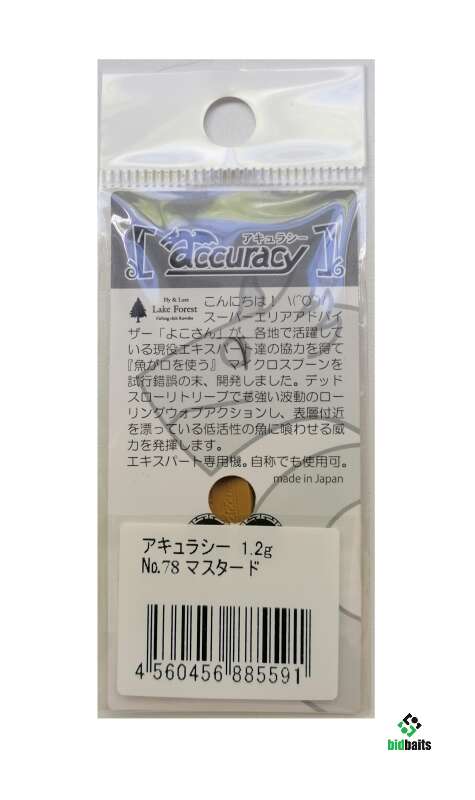 アキュラシー
accuracy
Fly & Lure
Lake Forest
こんにちは! \(^O^)/
スーパーエリアアドバイ
ザー「よこさん」が、各地で活躍して
いる現役エキスパート達の協力を得て
『魚が口を使う』マイクロスプーンを
試行錯誤の末、開発しました。デッド
スローリトリーブでも強い波動のロー
リングウォブアクションし、表層付近
を漂っている低活性の魚に喰わせる威
力を発揮します。
エキスパート専用機。自称でも使用可。
made in Japan
アキュラシー 1.2g
No.78 マスタード
4 560456 885591
bidbaits